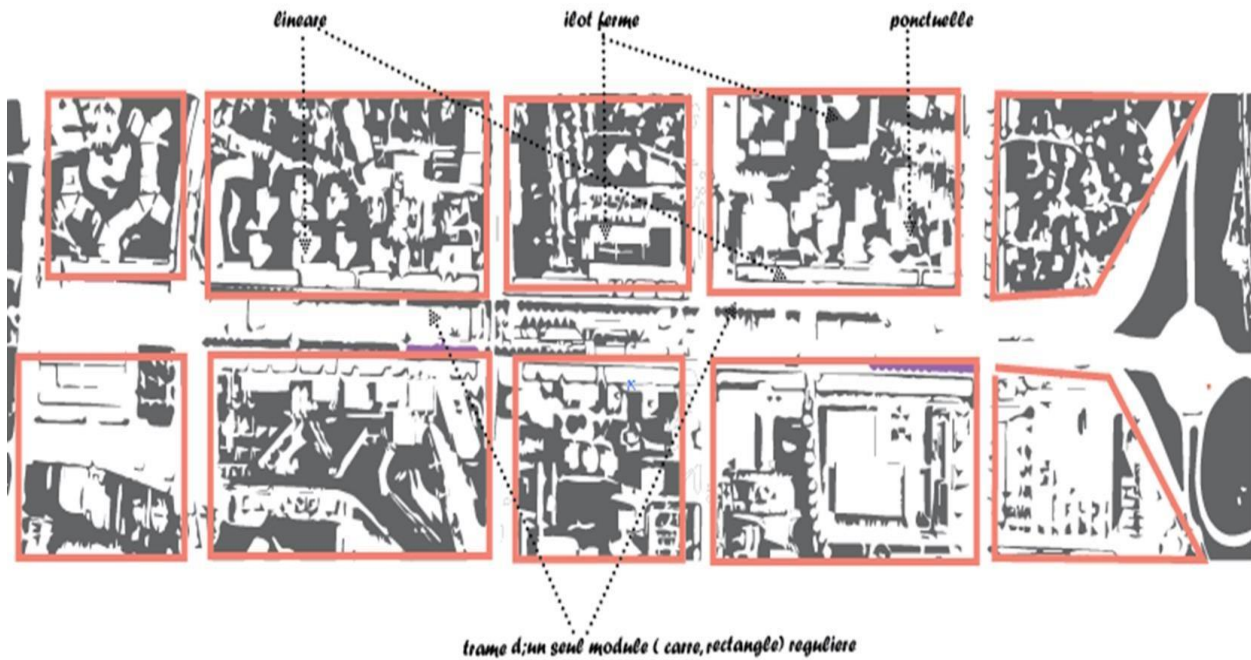 lineare
ilot ferme
ponctuelle
trame d;un seul module ( carre, rectangle) reguliere